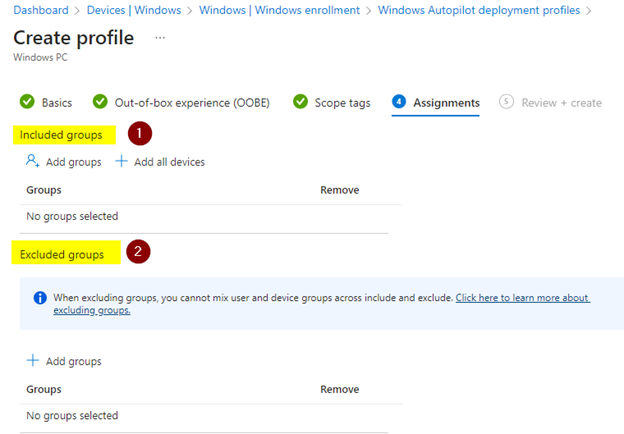 Dashboard > Devices | Windows > Windows | Windows enrollment > Windows Autopilot deployment profiles >
Create profile ...
Windows PC
Basics Out-of-box experience (OOBE) Scope tags 4 Assignments 5 Review + create
Included groups 1
Add groups Add all devices
Groups Remove
No groups selected
Excluded groups 2
When excluding groups, you cannot mix user and device groups across include and exclude. Click here to learn more about
excluding groups.
Add groups
Groups Remove
No groups selected